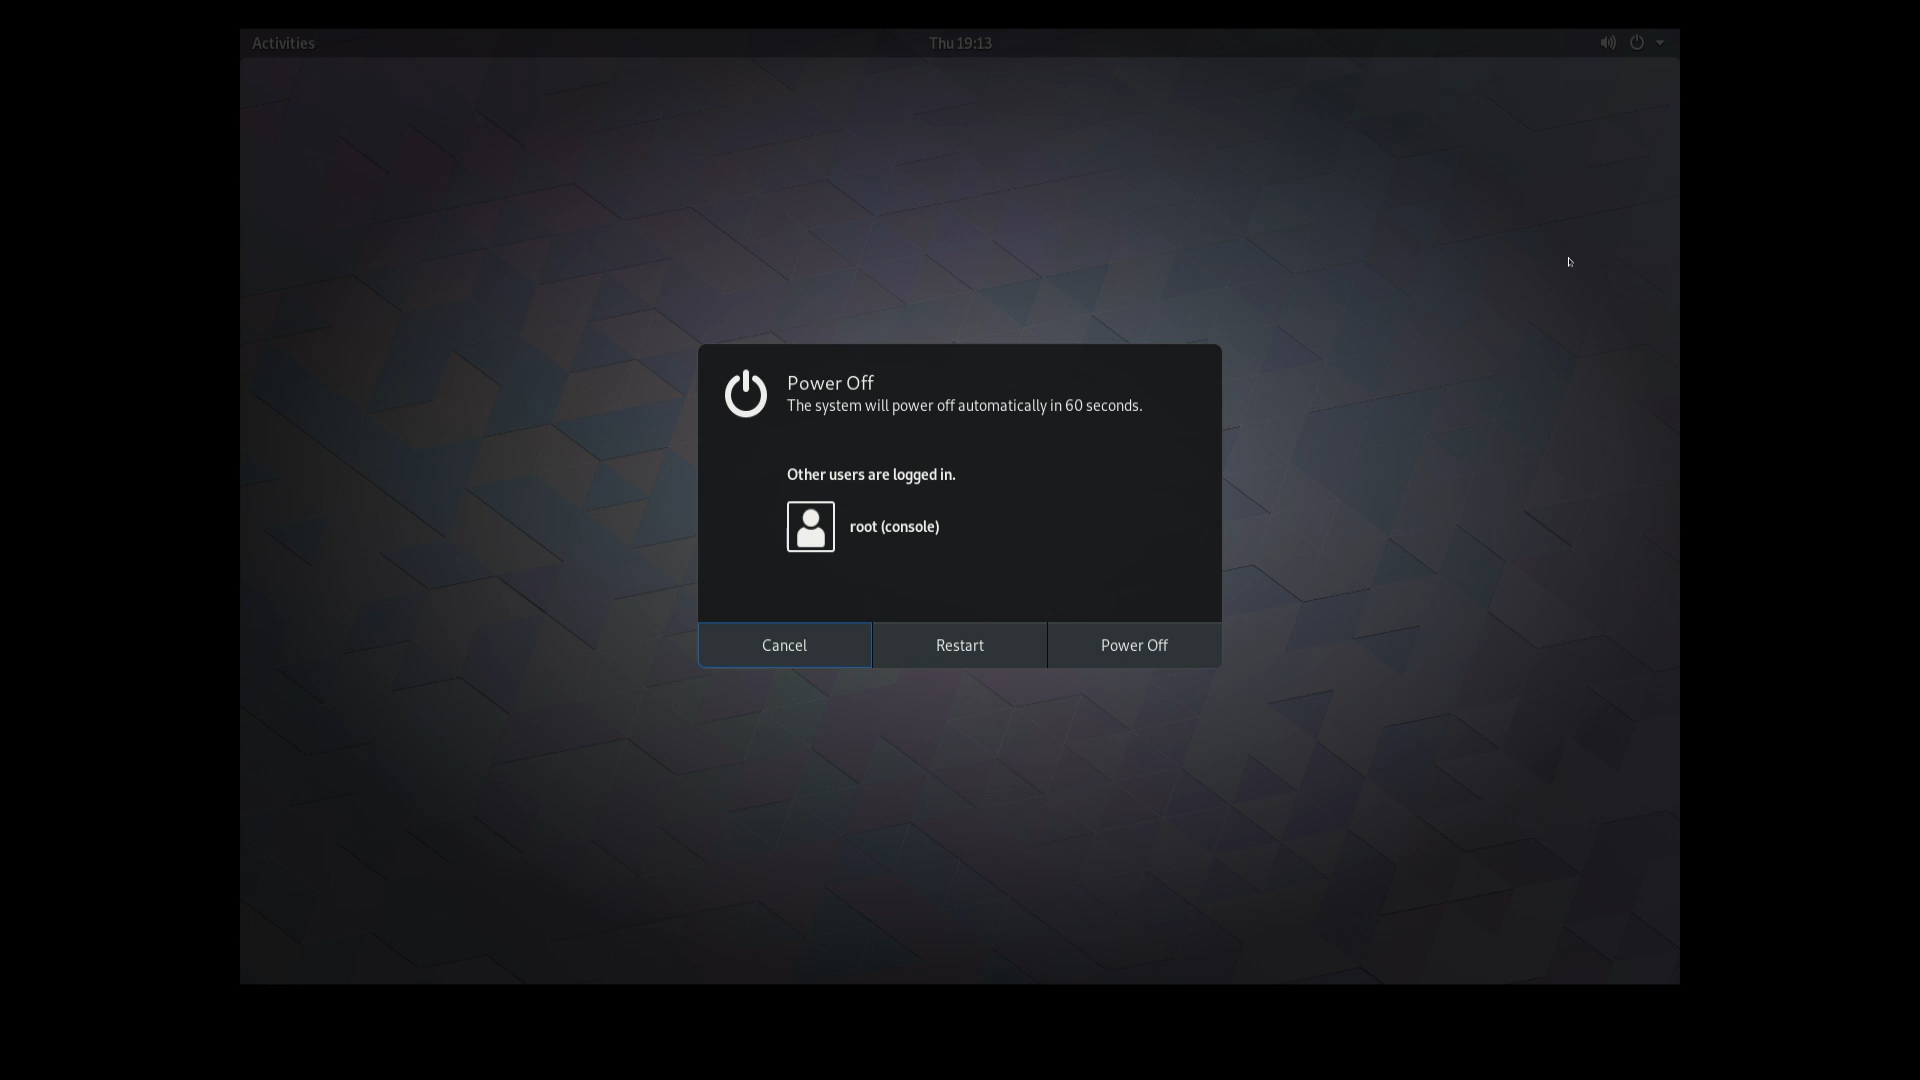 Activities
Thu 19:13
Power Off
The system will power off automatically in 60 seconds.
Other users are logged in.
root (console)
Cancel
Restart
Power Off